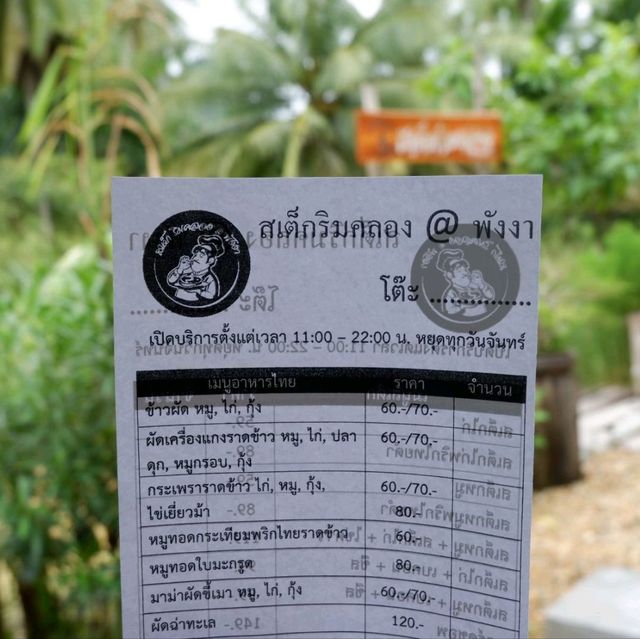 สเต็กริมคลอง @ พังงา
โต๊ะ ..............
เปิดบริการตั้งแต่เวลา 11:00 – 22:00 น. หยุดทุกวันจันทร์
เมนูอาหารไทย ราคา จำนวน
ข้าวผัด หมู, ไก่, กุ้ง 60.-/70.-
ผัดเครื่องแกงราดข้าว หมู, ไก่, ปลา 60.-/70,-
ดุก, หมูกรอบ, กุ้ง
กระเพราราดข้าว ไก่, หมู, กุ้ง, 60.-/70.-
ไข่เยี่ยวม้า 80.-
หมูทอดกระเทียมพริกไทยราดข้าว 60.-
หมูทอดใบมะกรูด 80.-
มาม่าผัดขี้เมา หมู, ไก่, กุ้ง 60.-/70.-
ผัดฉ่าทะเล 120.-